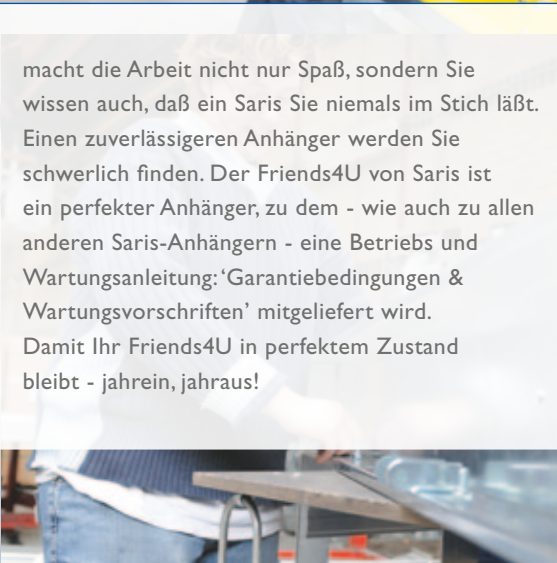 macht die Arbeit nicht nur Spaß, sondern Sie
wissen auch, daß ein Saris Sie niemals im Stich läßt.
Einen zuverlässigeren Anhänger werden Sie
schwerlich finden. Der Friends4U von Saris ist
ein perfekter Anhänger, zu dem - wie auch zu allen
anderen Saris-Anhängern - eine Betriebs und
Wartungsanleitung: ‘Garantiebedingungen &
Wartungsvorschriften’ mitgeliefert wird.
Damit Ihr Friends4U in perfektem Zustand
bleibt - jahrein, jahraus!